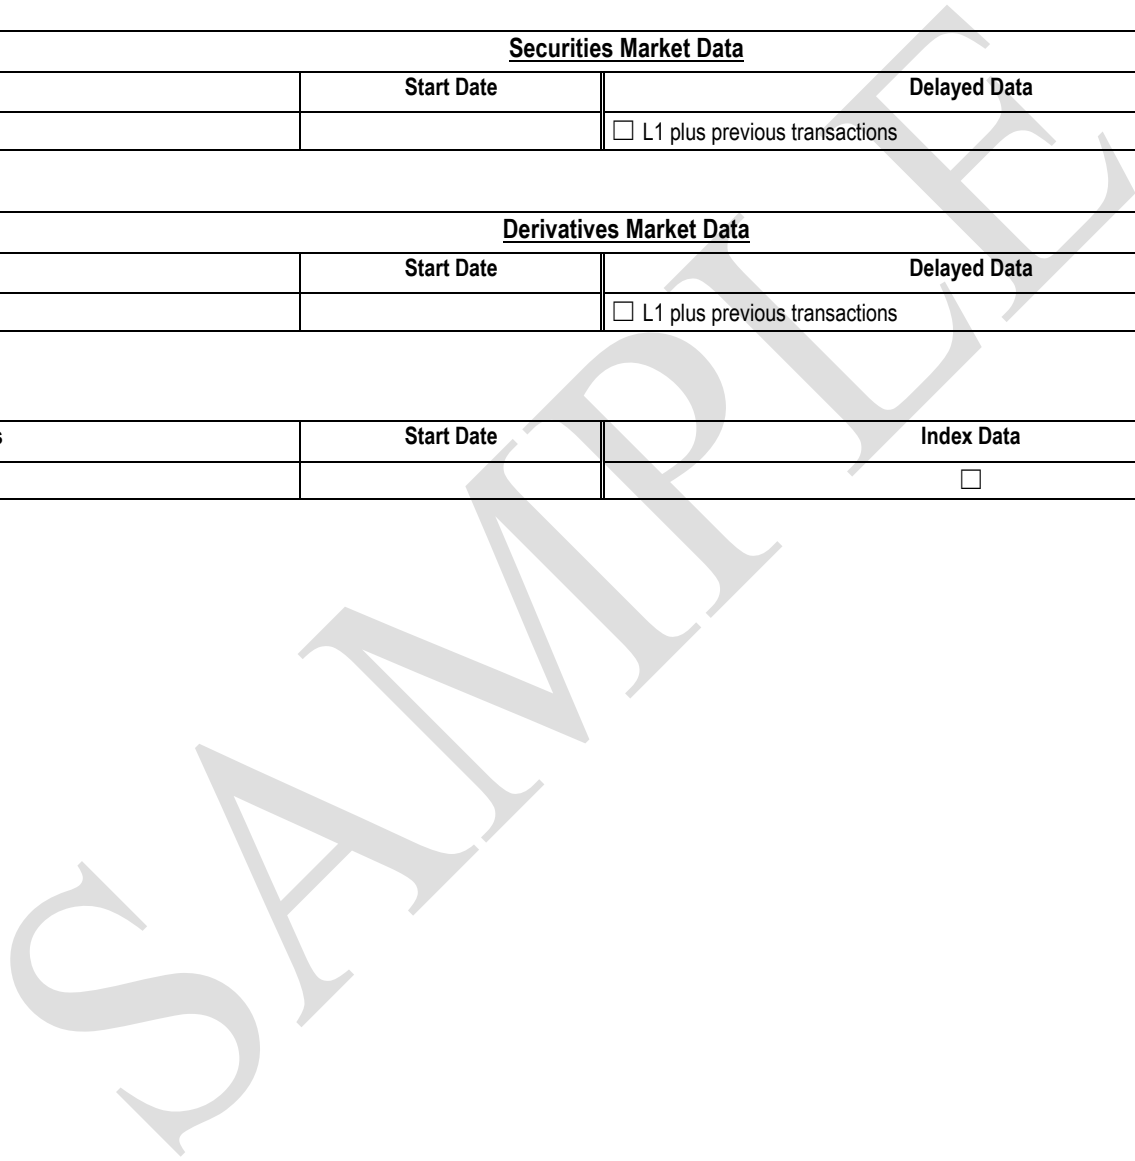 Securities Market Data
Start Date Delayed Data
☐ L1 plus previous transactions
Derivatives Market Data
Start Date Delayed Data
☐ L1 plus previous transactions
s Start Date Index Data
☐
SAMPLE